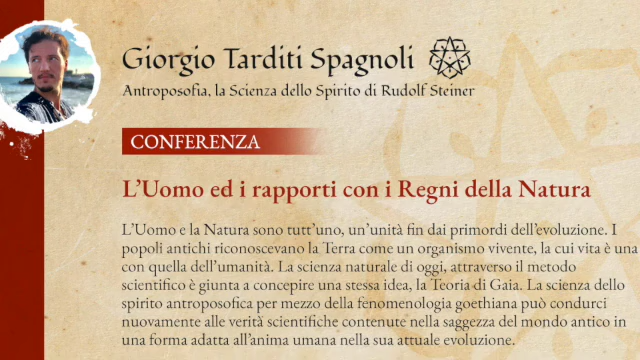 Giorgio Tarditi Spagnoli
Antroposofia, la Scienza dello Spirito di Rudolf Steiner
CONFERENZA
L’Uomo ed i rapporti con i Regni della Natura
L’Uomo e la Natura sono tutt’uno, un’unità fin dai primordi dell’evoluzione. I
popoli antichi riconoscevano la Terra come un organismo vivente, la cui vita è una
con quella dell’umanità. La scienza naturale di oggi, attraverso il metodo
scientifico è giunta a concepire una stessa idea, la Teoria di Gaia. La scienza dello
spirito antroposofica per mezzo della fenomenologia goethiana può condurci
nuovamente alle verità scientifiche contenute nella saggezza del mondo antico in
una forma adatta all’anima umana nella sua attuale evoluzione.